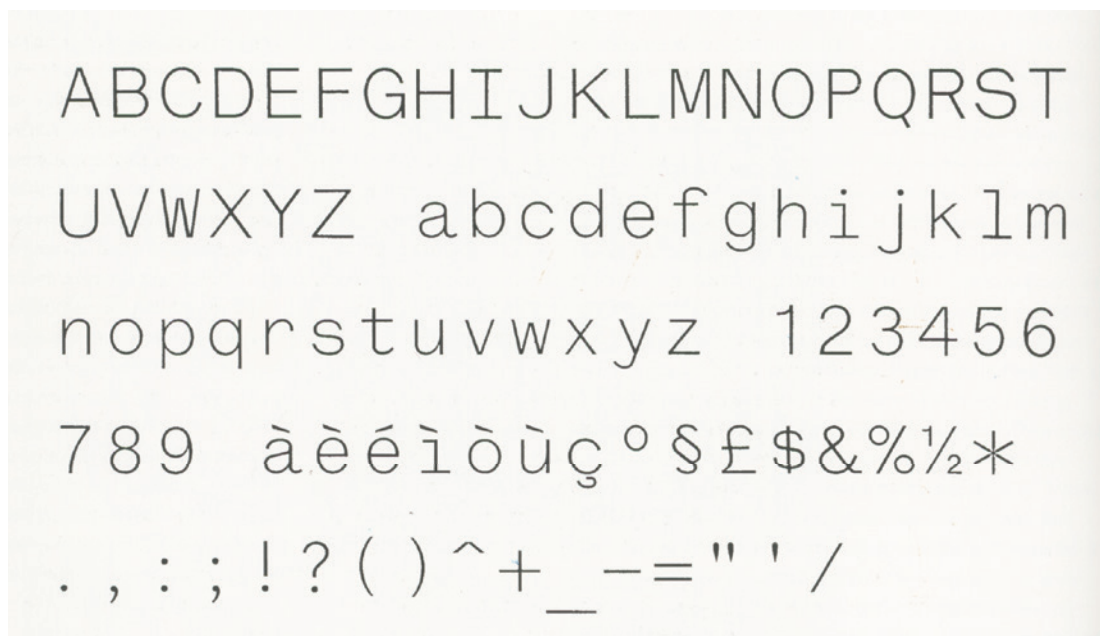 ABCDEFGHIJKLMNOPQRST
UVWXYZ abcdefghijklm
nopqrstuvwxyz 123456
789 àèéìòùç°§£$&%½*
.,:;!?()^+_-="'/